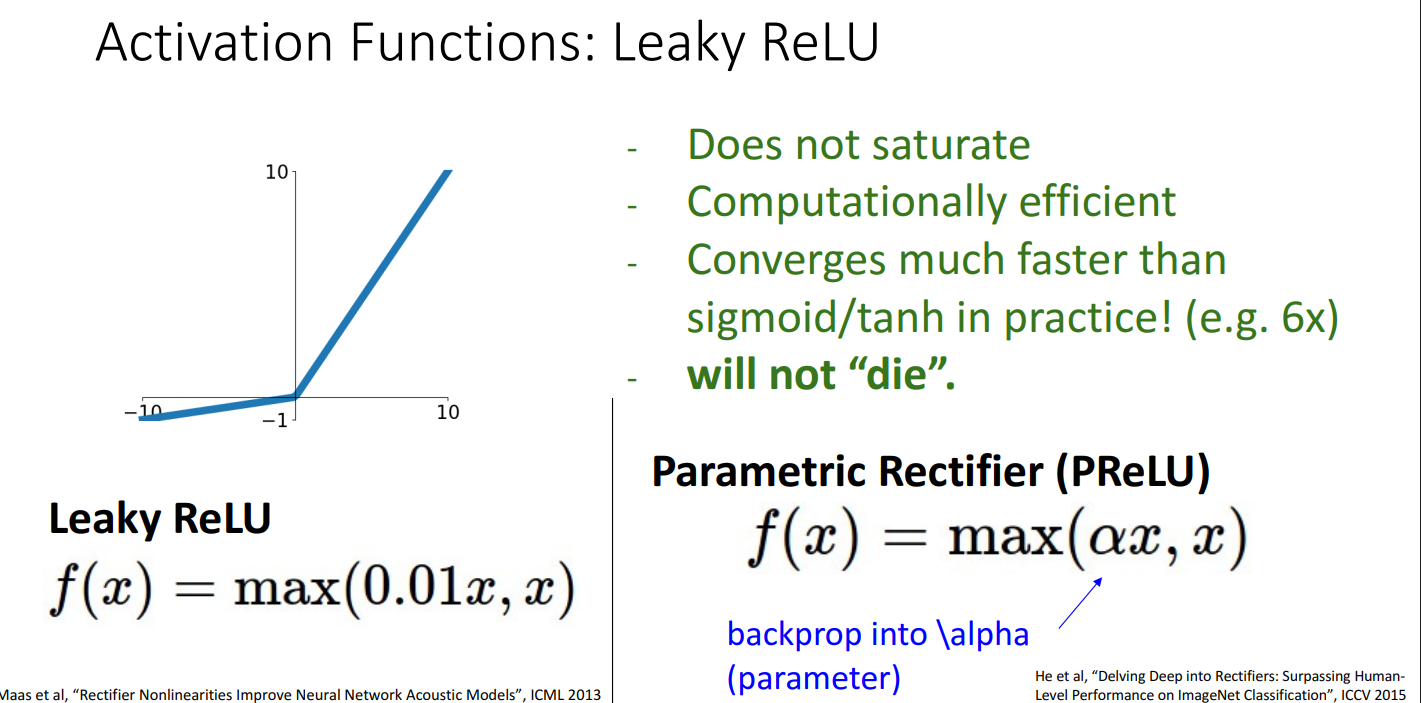 Activation Functions: Leaky ReLU
10
−10
−1
10
- Does not saturate
- Computationally efficient
- Converges much faster than
sigmoid/tanh in practice! (e.g. 6x)
- will not “die”.
Leaky ReLU
f(x) = max(0.01x, x)
Parametric Rectifier (PReLU)
f(x) = max(αx, x)
backprop into \alpha
(parameter)
Maas et al, “Rectifier Nonlinearities Improve Neural Network Acoustic Models”, ICML 2013
He et al, “Delving Deep into Rectifiers: Surpassing Human-
Level Performance on ImageNet Classification”, ICCV 2015